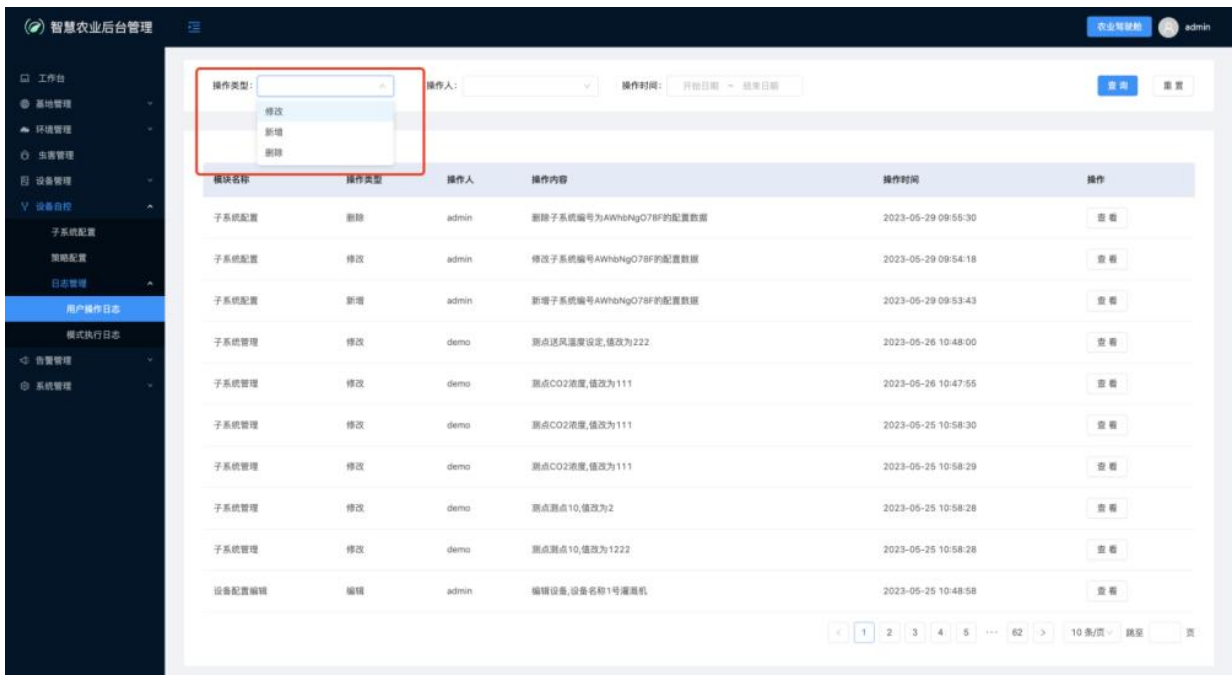 智慧农业后台管理
农业驾驶舱 admin
工作台
基地管理
环境管理
虫害管理
设备管理
设备自控
子系统配置
策略配置
日志管理
用户操作日志
模式执行日志
告警管理
系统管理
操作类型: 操作人: 操作时间: 开始日期 ~ 结束日期 查询 重置
修改
新增
删除
模块名称 操作类型 操作人 操作内容 操作时间 操作
子系统配置 删除 admin 删除子系统编号为AWhbNgO78F的配置数据 2023-05-29 09:55:30 查看
子系统配置 修改 admin 修改子系统编号AWhbNgO78F的配置数据 2023-05-29 09:54:18 查看
子系统配置 新增 admin 新增子系统编号AWhbNgO78F的配置数据 2023-05-29 09:53:43 查看
子系统管理 修改 demo 测点送风温度设定,值改为222 2023-05-26 10:48:00 查看
子系统管理 修改 demo 测点CO2浓度,值改为111 2023-05-26 10:47:55 查看
子系统管理 修改 demo 测点CO2浓度,值改为111 2023-05-25 10:58:30 查看
子系统管理 修改 demo 测点CO2浓度,值改为111 2023-05-25 10:58:29 查看
子系统管理 修改 demo 测点测点10,值改为2 2023-05-25 10:58:28 查看
子系统管理 修改 demo 测点测点10,值改为1222 2023-05-25 10:58:28 查看
设备配置编辑 编辑 admin 编辑设备,设备名称1号灌溉机 2023-05-25 10:48:58 查看
< 1 2 3 4 5 ··· 62 > 10 条/页 跳至 页